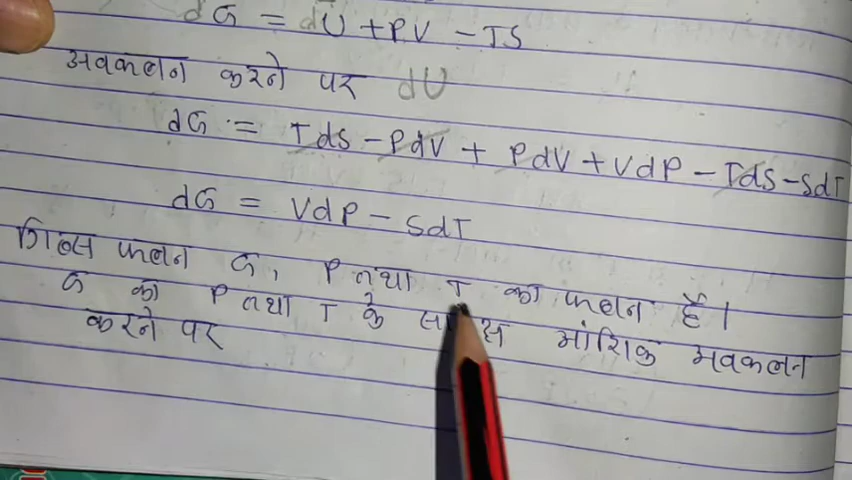 dG = dU + PV - TS
अवकलन करने पर dU
dG = TdS - PdV + PdV + VdP - TdS - SdT
dG = VdP - SdT
गिब्स फलन G, P तथा T का फलन है।
G को P तथा T के सापेक्ष आंशिक अवकलन
करने पर